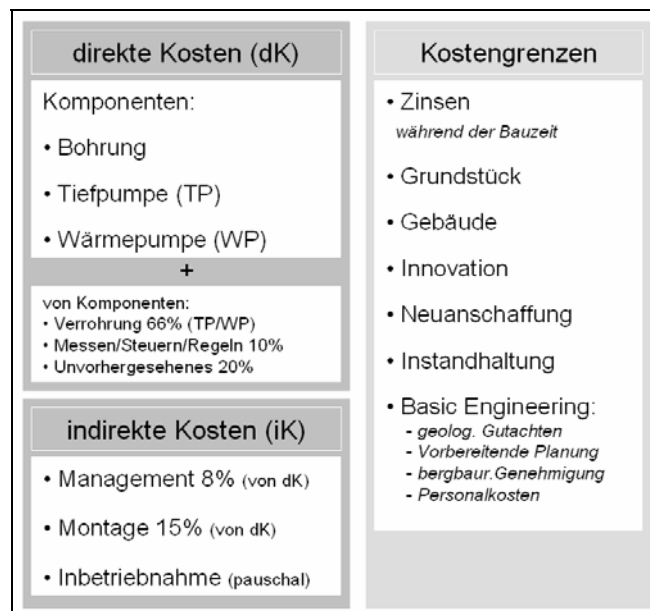 direkte Kosten (dK)
Komponenten:
• Bohrung
• Tiefpumpe (TP)
• Wärmepumpe (WP)
+
von Komponenten:
• Verrohrung 66% (TP/WP)
• Messen/Steuern/Regeln 10%
• Unvorhergesehenes 20%
indirekte Kosten (iK)
• Management 8% (von dK)
• Montage 15% (von dK)
• Inbetriebnahme (pauschal)
Kostengrenzen
• Zinsen
während der Bauzeit
• Grundstück
• Gebäude
• Innovation
• Neuanschaffung
• Instandhaltung
• Basic Engineering:
- geolog. Gutachten
- Vorbereitende Planung
- bergbaur.Genehmigung
- Personalkosten